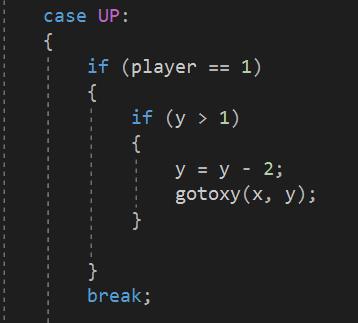 case UP:
{
if (player == 1)
{
if (y > 1)
{
y = y - 2;
gotoxy(x, y);
}
}
break;